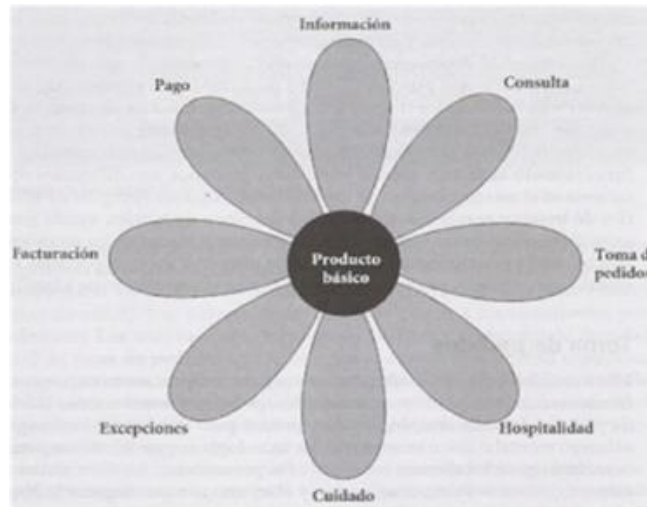 Información
Pago
Consulta
Facturación
Producto
básico
Toma d
pedidos
Excepciones
Hospitalidad
Cuidado